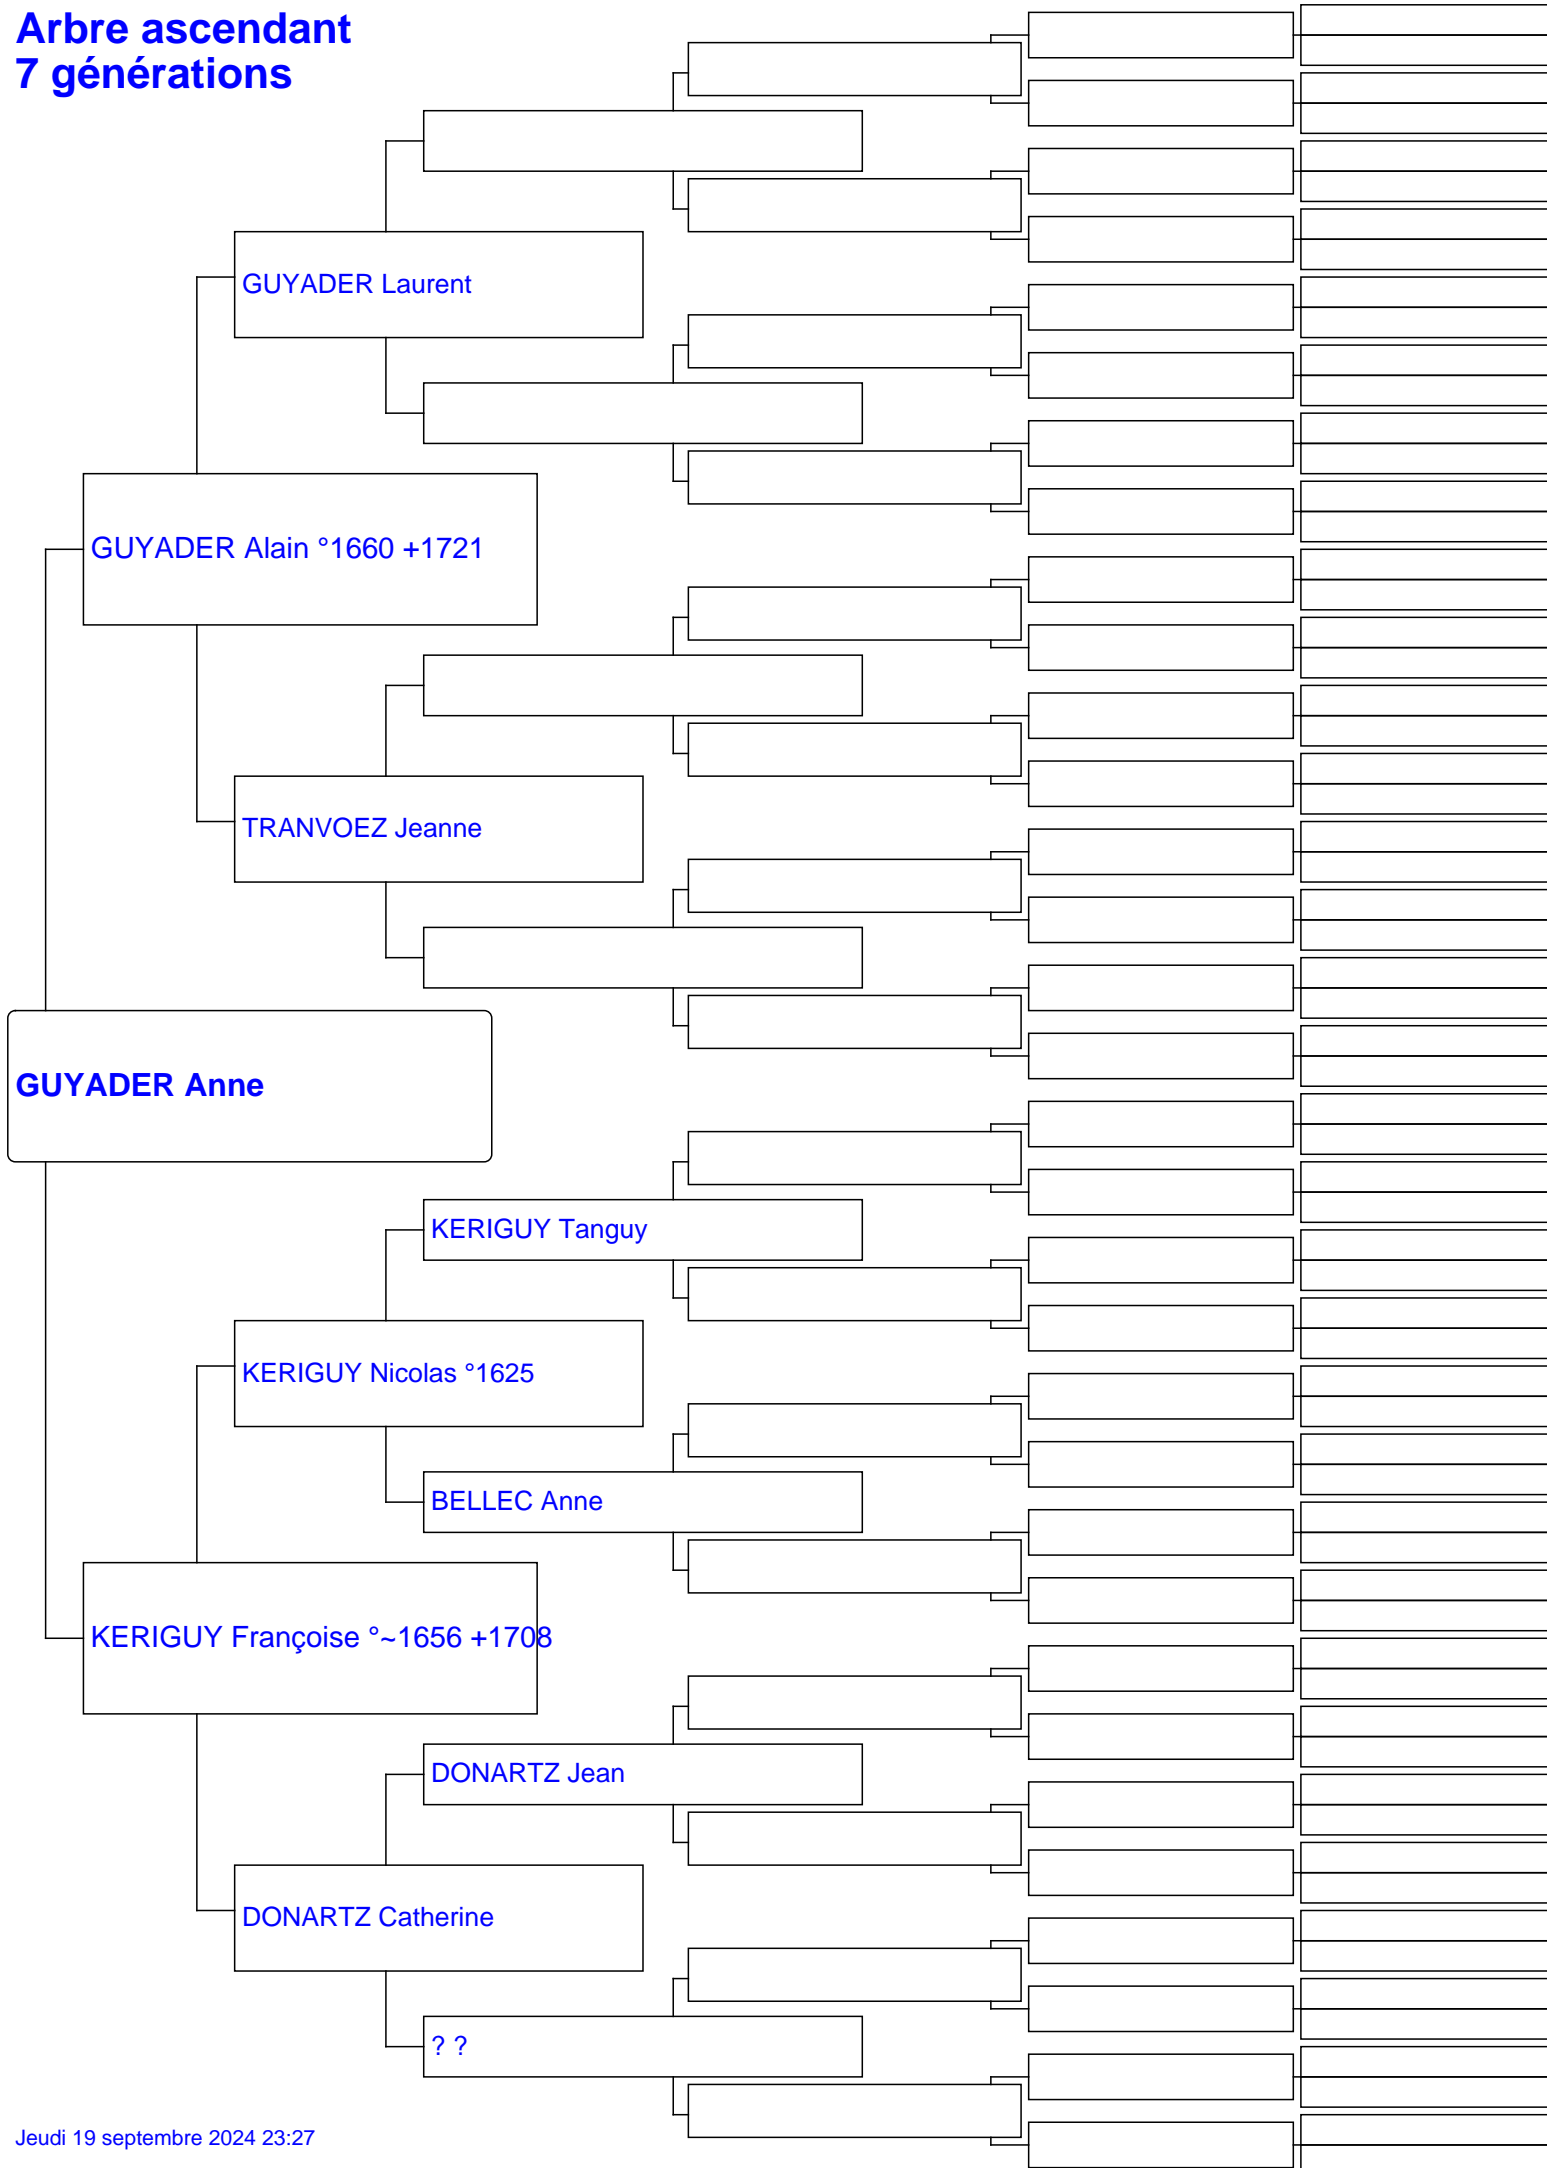 Arbre ascendant
7 générations
GUYADER Laurent
GUYADER Alain °1660 +1721
TRANVOEZ Jeanne
GUYADER Anne
KERIGUY Tanguy
KERIGUY Nicolas °1625
BELLEC Anne
KERIGUY Françoise °~1656 +1708
DONARTZ Jean
DONARTZ Catherine
? ?
Jeudi 19 septembre 2024 23:27